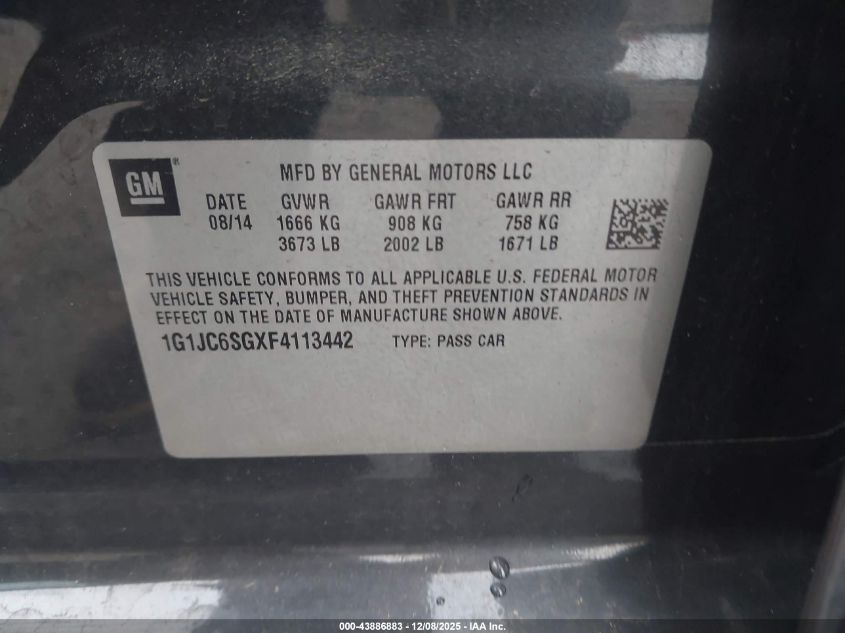 GM®
MFD BY GENERAL MOTORS LLC
DATE GVWR GAWR FRT GAWR RR
08/14 1666 KG 908 KG 758 KG
3673 LB 2002 LB 1671 LB
THIS VEHICLE CONFORMS TO ALL APPLICABLE U.S. FEDERAL MOTOR
VEHICLE SAFETY, BUMPER, AND THEFT PREVENTION STANDARDS IN
EFFECT ON THE DATE OF MANUFACTURE SHOWN ABOVE.
1G1JC6SGXF4113442 TYPE: PASS CAR
000-43886883 - 12/08/2025 - IAA Inc.